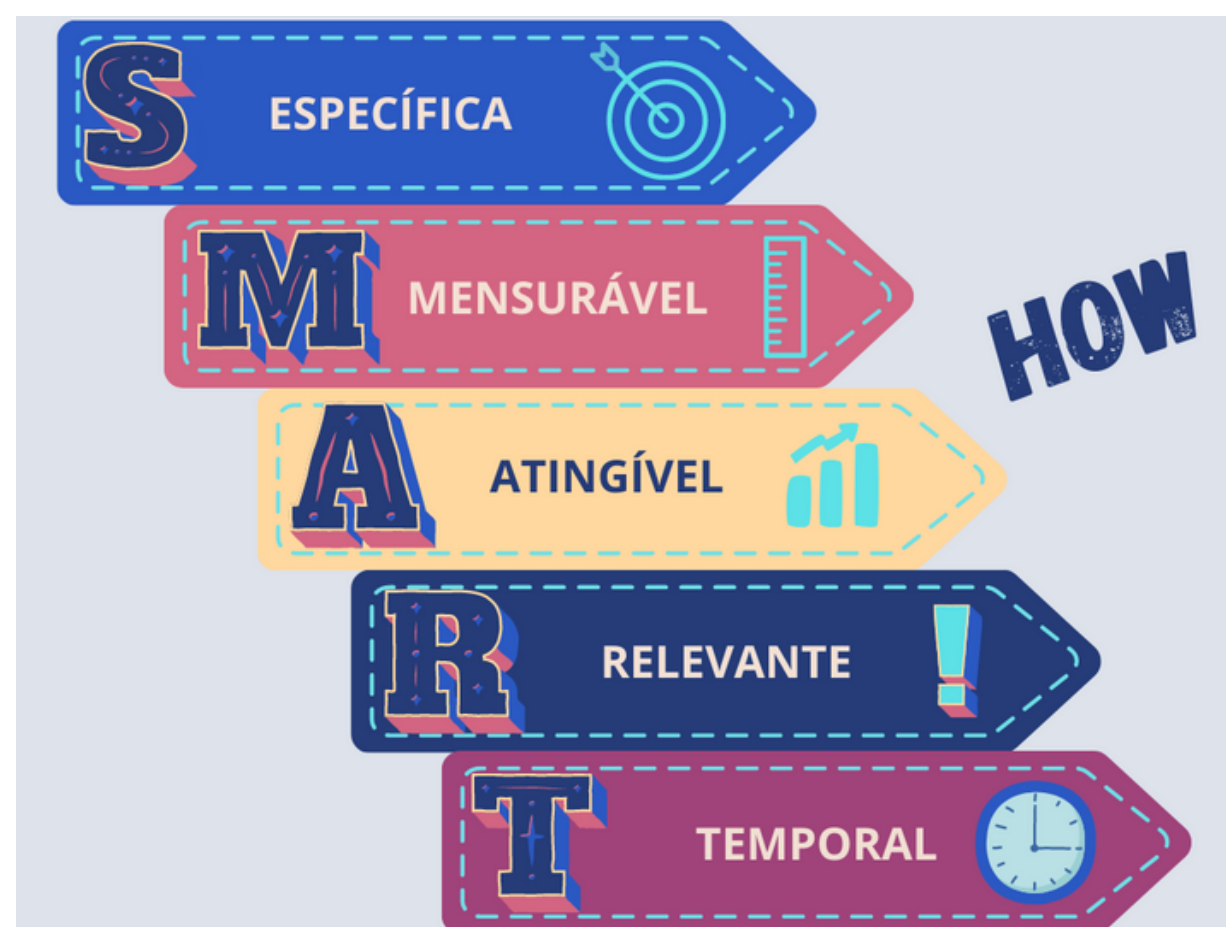 S ESPECÍFICA
M MENSURÁVEL
HOW
A ATINGÍVEL
R RELEVANTE
!
T TEMPORAL